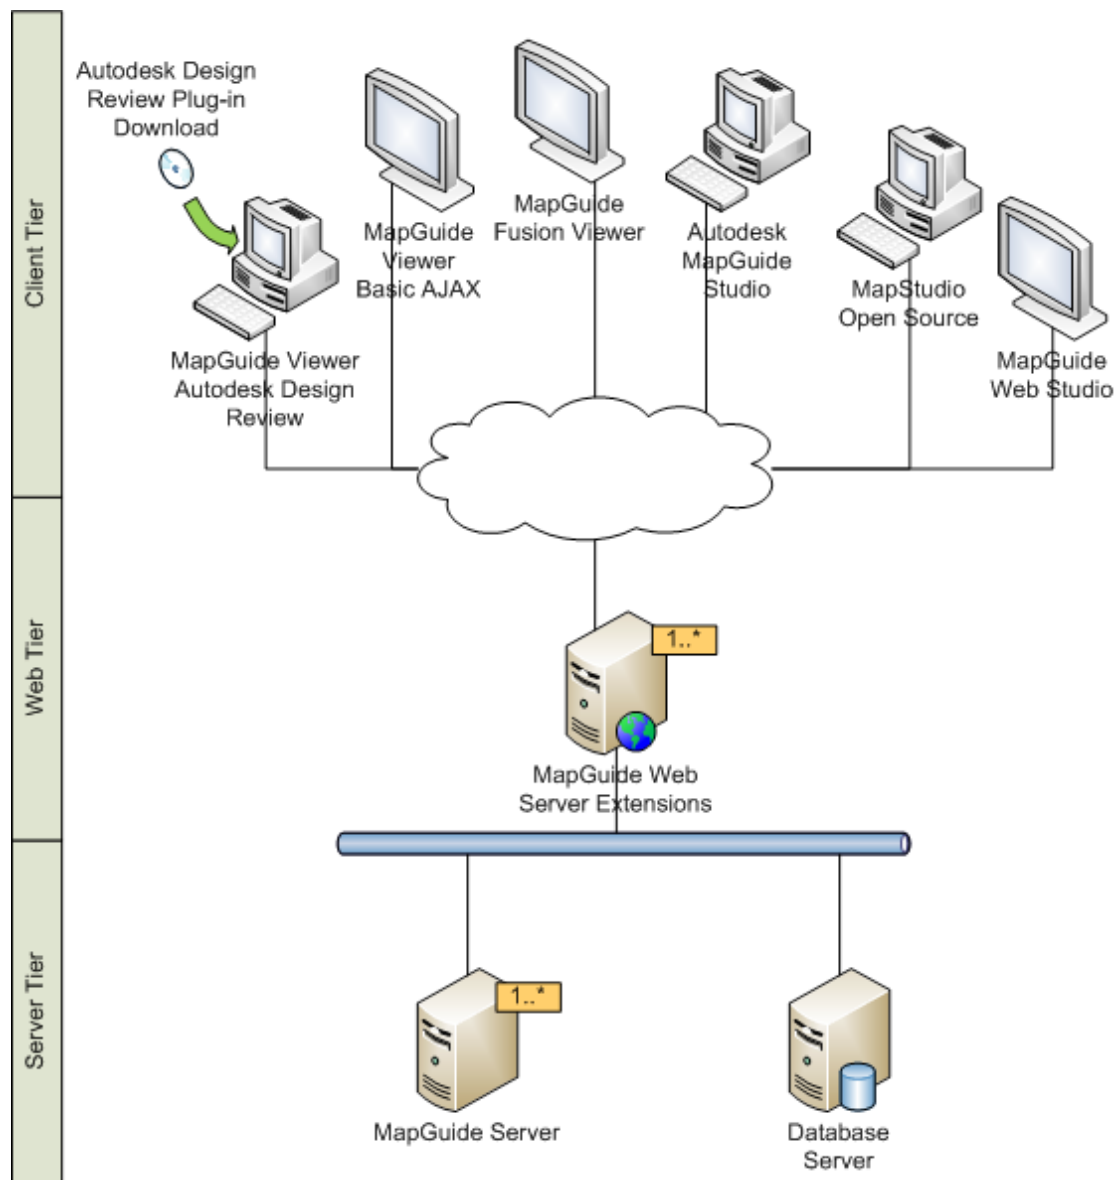 Client Tier
Autodesk Design
Review Plug-in
Download
MapGuide Viewer
Autodesk Design
Review
MapGuide
Viewer
Basic AJAX
MapGuide
Fusion Viewer
Autodesk
MapGuide
Studio
MapStudio
Open Source
MapGuide
Web Studio
Web Tier
1..*
MapGuide Web
Server Extensions
Server Tier
1..*
MapGuide Server
Database
Server